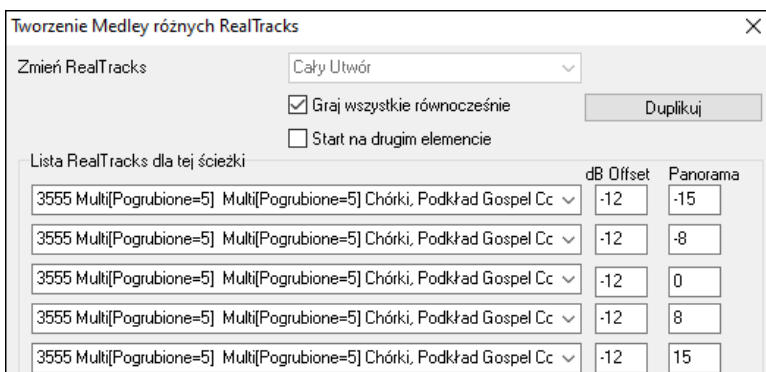 Tworzenie Medley różnych RealTracks
Zmień RealTracks Cały Utwór
Graj wszystkie równocześnie Duplikuj
Start na drugim elemencie
Lista RealTracks dla tej ścieżki dB Offset Panorama
3555 Multi[Pogrubione=5] Multi[Pogrubione=5] Chórki, Podkład Gospel Cc -12 -15
3555 Multi[Pogrubione=5] Multi[Pogrubione=5] Chórki, Podkład Gospel Cc -12 -8
3555 Multi[Pogrubione=5] Multi[Pogrubione=5] Chórki, Podkład Gospel Cc -12 0
3555 Multi[Pogrubione=5] Multi[Pogrubione=5] Chórki, Podkład Gospel Cc -12 8
3555 Multi[Pogrubione=5] Multi[Pogrubione=5] Chórki, Podkład Gospel Cc -12 15